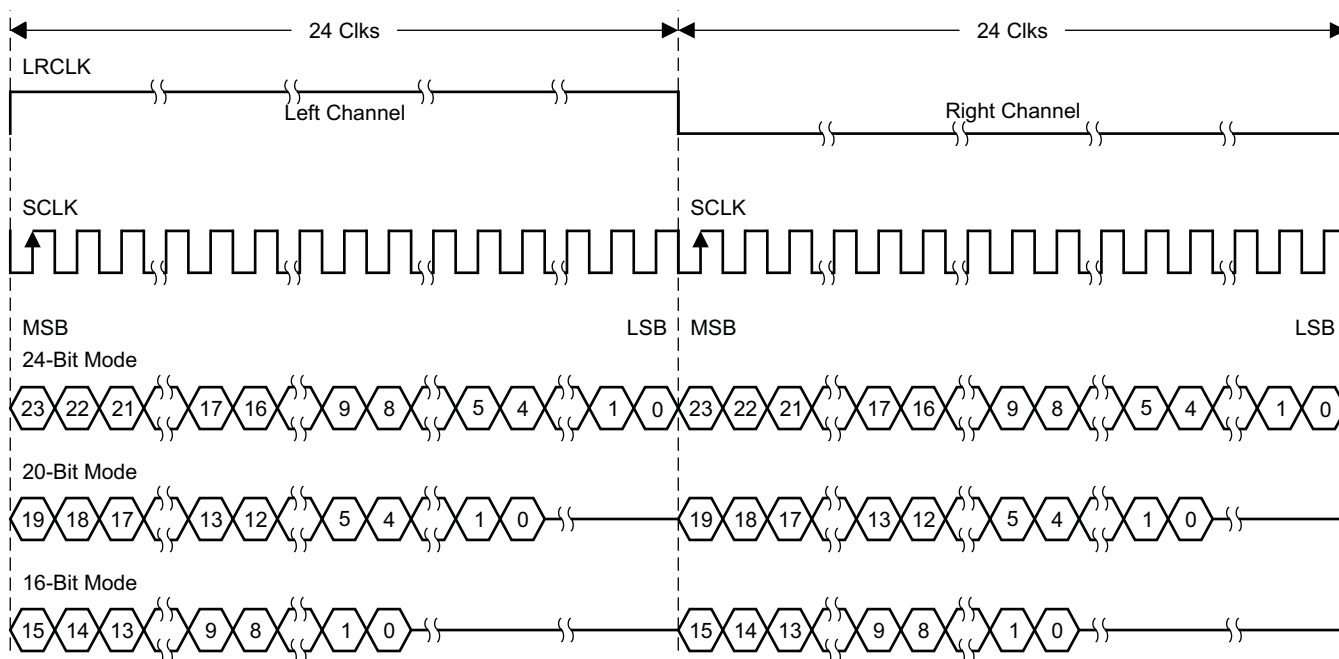 24 Clks 24 Clks
LRCLK
Left Channel Right Channel
SCLK SCLK
MSB LSB MSB LSB
24-Bit Mode
23 22 21 17 16 9 8 5 4 1 0 23 22 21 17 16 9 8 5 4 1 0
20-Bit Mode
19 18 17 13 12 5 4 1 0 19 18 17 13 12 5 4 1 0
16-Bit Mode
15 14 13 9 8 1 0 15 14 13 9 8 1 0